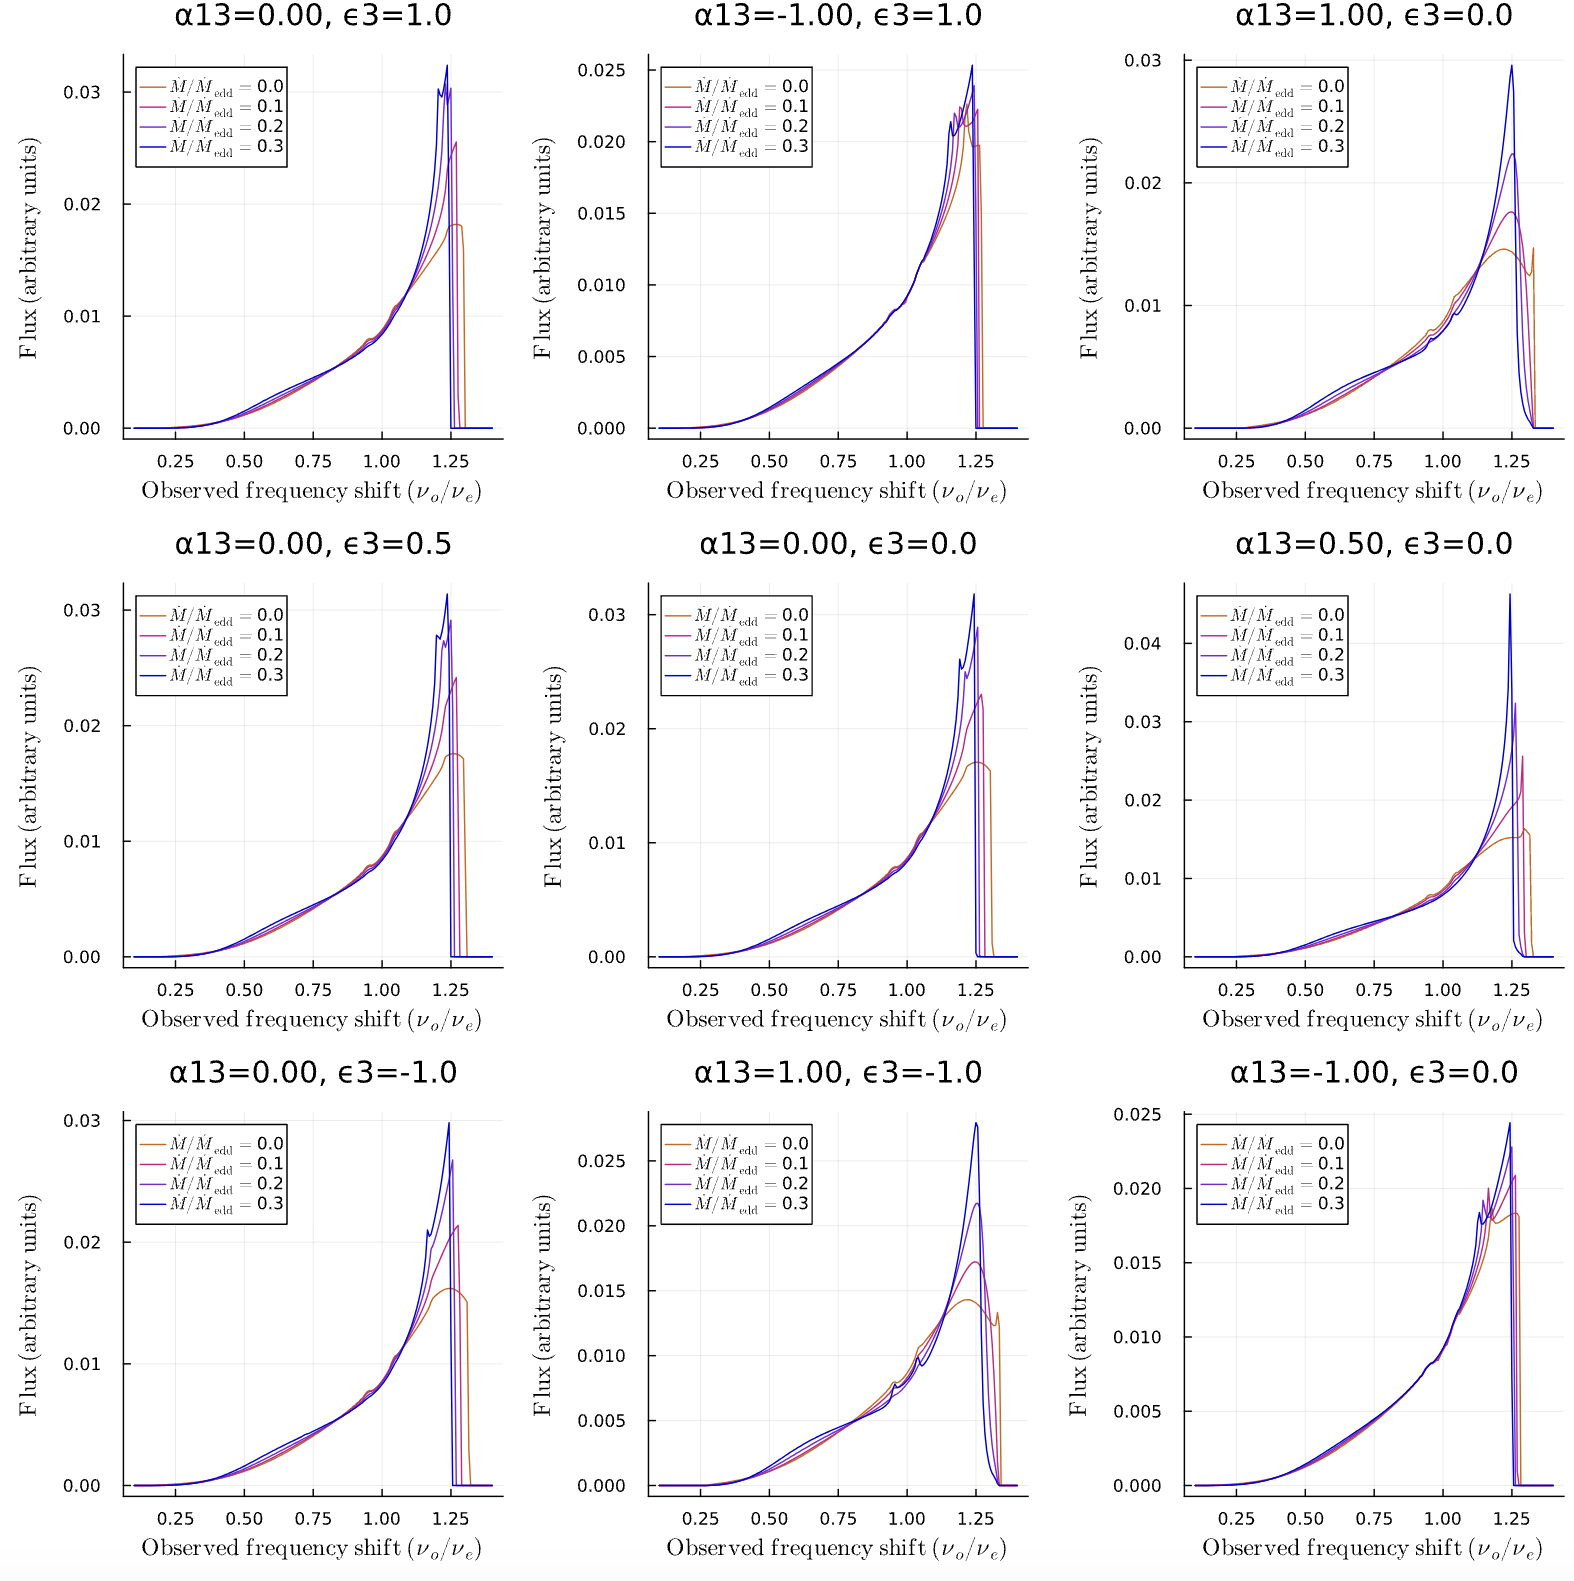 α13=0.00, ϵ3=1.0
Flux (arbitrary units)
0.03
0.02
0.01
0.00
Ṁ/Ṁedd = 0.0
Ṁ/Ṁedd = 0.1
Ṁ/Ṁedd = 0.2
Ṁ/Ṁedd = 0.3
0.25 0.50 0.75 1.00 1.25
Observed frequency shift (νo/νe)
α13=-1.00, ϵ3=1.0
Flux (arbitrary units)
0.025
0.020
0.015
0.010
0.005
0.000
Ṁ/Ṁedd = 0.0
Ṁ/Ṁedd = 0.1
Ṁ/Ṁedd = 0.2
Ṁ/Ṁedd = 0.3
0.25 0.50 0.75 1.00 1.25
Observed frequency shift (νo/νe)
α13=1.00, ϵ3=0.0
Flux (arbitrary units)
0.03
0.02
0.01
0.00
Ṁ/Ṁedd = 0.0
Ṁ/Ṁedd = 0.1
Ṁ/Ṁedd = 0.2
Ṁ/Ṁedd = 0.3
0.25 0.50 0.75 1.00 1.25
Observed frequency shift (νo/νe)
α13=0.00, ϵ3=0.5
Flux (arbitrary units)
0.03
0.02
0.01
0.00
Ṁ/Ṁedd = 0.0
Ṁ/Ṁedd = 0.1
Ṁ/Ṁedd = 0.2
Ṁ/Ṁedd = 0.3
0.25 0.50 0.75 1.00 1.25
Observed frequency shift (νo/νe)
α13=0.00, ϵ3=0.0
Flux (arbitrary units)
0.03
0.02
0.01
0.00
Ṁ/Ṁedd = 0.0
Ṁ/Ṁedd = 0.1
Ṁ/Ṁedd = 0.2
Ṁ/Ṁedd = 0.3
0.25 0.50 0.75 1.00 1.25
Observed frequency shift (νo/νe)
α13=0.50, ϵ3=0.0
Flux (arbitrary units)
0.04
0.03
0.02
0.01
0.00
Ṁ/Ṁedd = 0.0
Ṁ/Ṁedd = 0.1
Ṁ/Ṁedd = 0.2
Ṁ/Ṁedd = 0.3
0.25 0.50 0.75 1.00 1.25
Observed frequency shift (νo/νe)
α13=0.00, ϵ3=-1.0
Flux (arbitrary units)
0.03
0.02
0.01
0.00
Ṁ/Ṁedd = 0.0
Ṁ/Ṁedd = 0.1
Ṁ/Ṁedd = 0.2
Ṁ/Ṁedd = 0.3
0.25 0.50 0.75 1.00 1.25
Observed frequency shift (νo/νe)
α13=1.00, ϵ3=-1.0
Flux (arbitrary units)
0.025
0.020
0.015
0.010
0.005
0.000
Ṁ/Ṁedd = 0.0
Ṁ/Ṁedd = 0.1
Ṁ/Ṁedd = 0.2
Ṁ/Ṁedd = 0.3
0.25 0.50 0.75 1.00 1.25
Observed frequency shift (νo/νe)
α13=-1.00, ϵ3=0.0
Flux (arbitrary units)
0.025
0.020
0.015
0.010
0.005
0.000
Ṁ/Ṁedd = 0.0
Ṁ/Ṁedd = 0.1
Ṁ/Ṁedd = 0.2
Ṁ/Ṁedd = 0.3
0.25 0.50 0.75 1.00 1.25
Observed frequency shift (νo/νe)